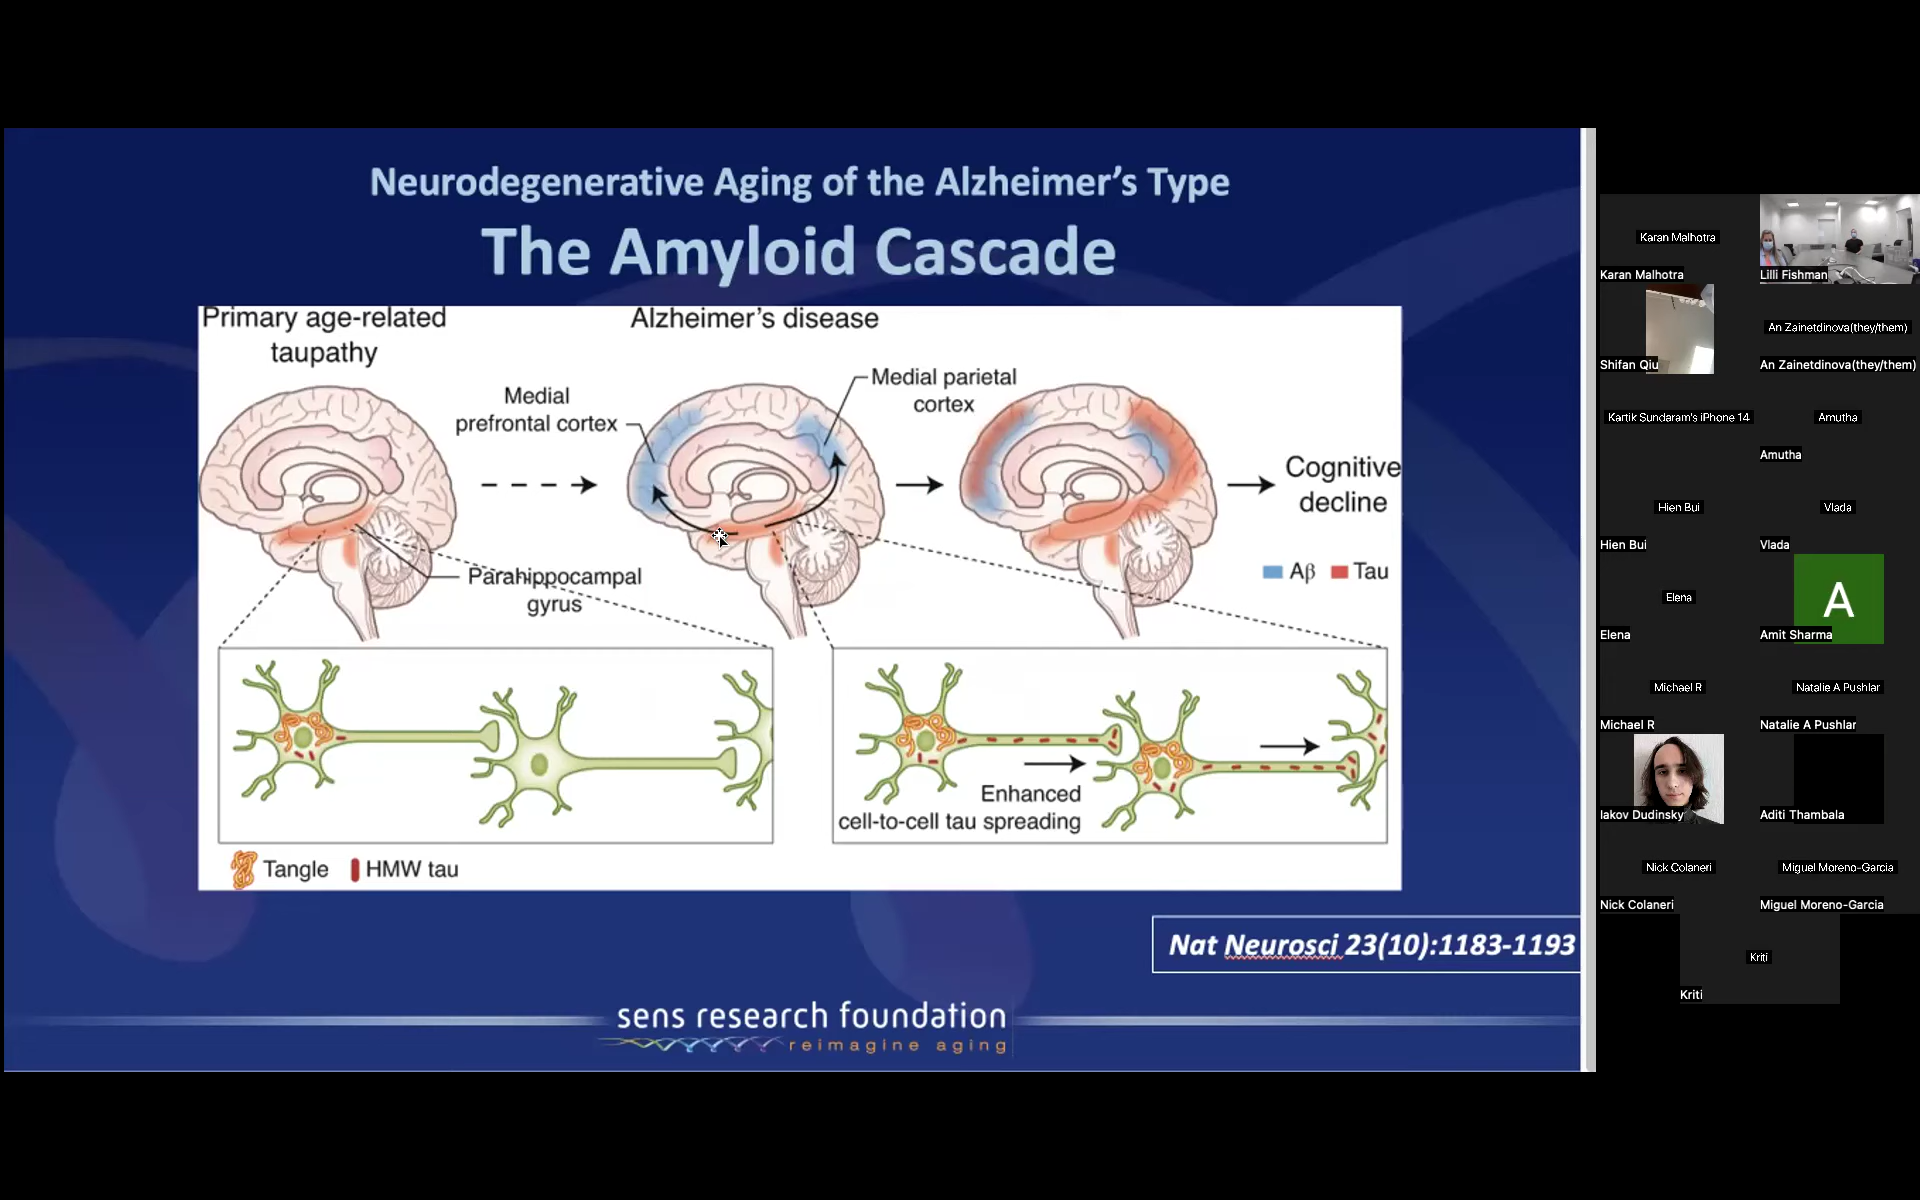 Neurodegenerative Aging of the Alzheimer's Type
The Amyloid Cascade
Primary age-related
taupathy
Alzheimer's disease
Medial
prefrontal cortex
Medial parietal
cortex
Cognitive
decline
Parahippocampal
gyrus
Aβ Tau
Enhanced
cell-to-cell tau spreading
Tangle HMW tau
Nat Neurosci 23(10):1183-1193
sens research foundation
reimagine aging
Karan Malhotra
Karan Malhotra
Lilli Fishman
Shifan Qiu
An Zainetdinova(they/them)
An Zainetdinova(they/them)
Kartik Sundaram's iPhone 14
Amutha
Amutha
Hien Bui
Hien Bui
Vlada
Vlada
Elena
Elena
A
Amit Sharma
Michael R
Michael R
Natalie A Pushlar
Natalie A Pushlar
Iakov Dudinsky
Aditi Thambala
Nick Colaneri
Nick Colaneri
Miguel Moreno-Garcia
Miguel Moreno-Garcia
Kriti
Kriti